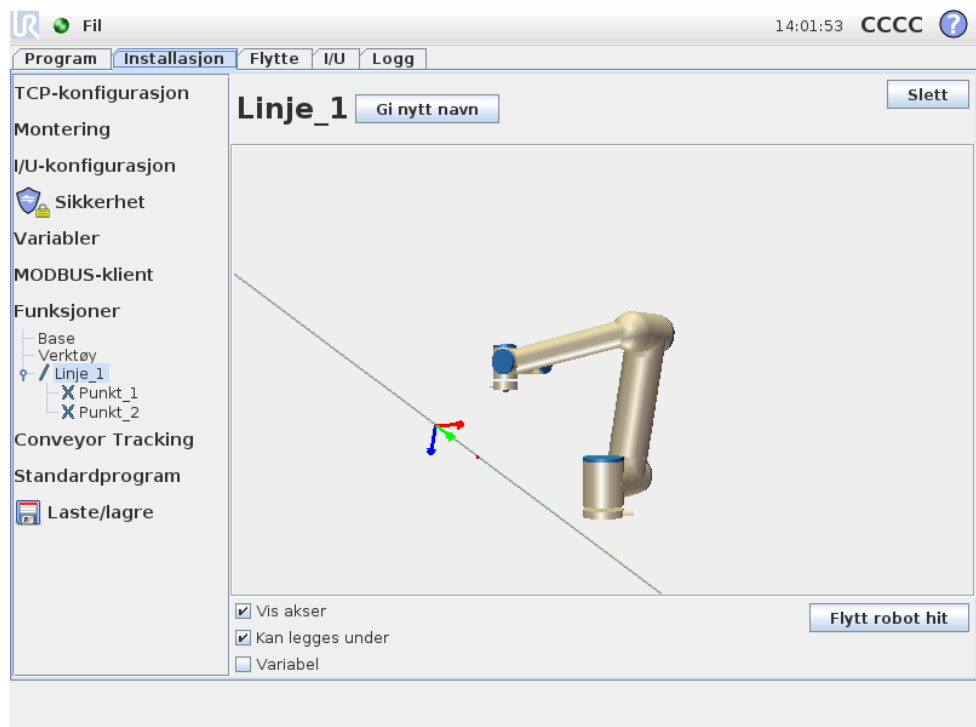 UR Fil 14:01:53 CCCC ?
Program Installasjon Flytte I/U Logg
TCP-konfigurasjon
Montering
I/U-konfigurasjon
Sikkerhet
Variabler
MODBUS-klient
Funksjoner
Base
Verktøy
Linje_1
Punkt_1
Punkt_2
Conveyor Tracking
Standardprogram
Laste/lagre
Linje_1 Gi nytt navn Slett
Vis akser
Kan legges under
Variabel
Flytt robot hit